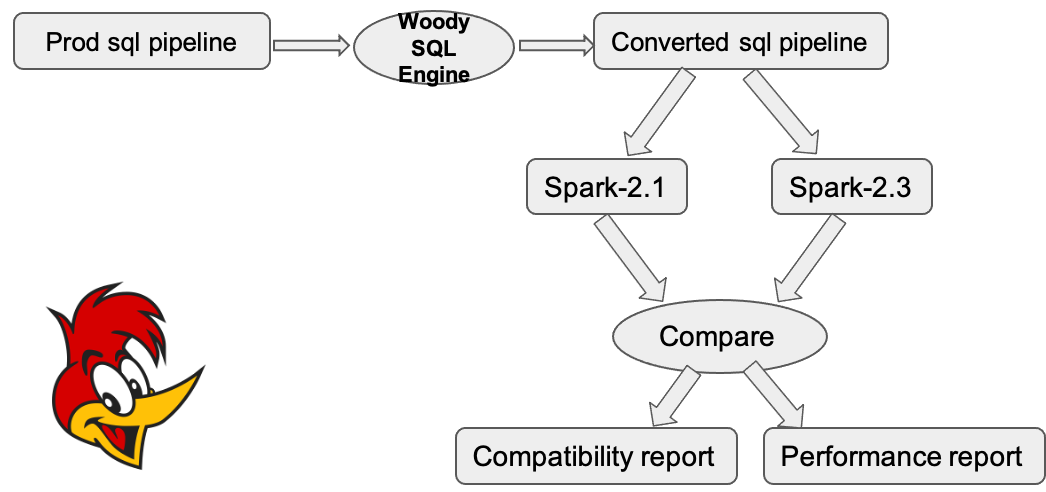 Prod sql pipeline
Woody
SQL
Engine
Converted sql pipeline
Spark-2.1
Spark-2.3
Compare
Compatibility report
Performance report